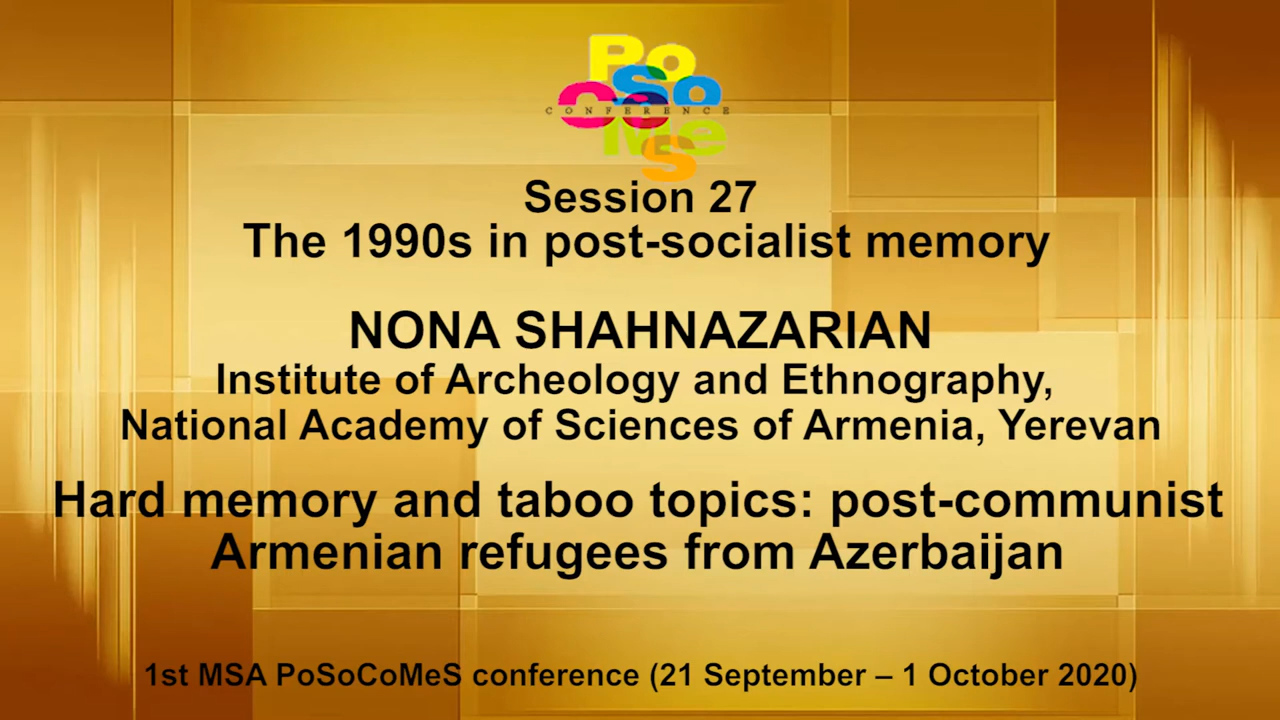 PoSoCoMeS
CONFERENCE
Session 27
The 1990s in post-socialist memory
NONA SHAHNAZARIAN
Institute of Archeology and Ethnography,
National Academy of Sciences of Armenia, Yerevan
Hard memory and taboo topics: post-communist
Armenian refugees from Azerbaijan
1st MSA PoSoCoMeS conference (21 September – 1 October 2020)